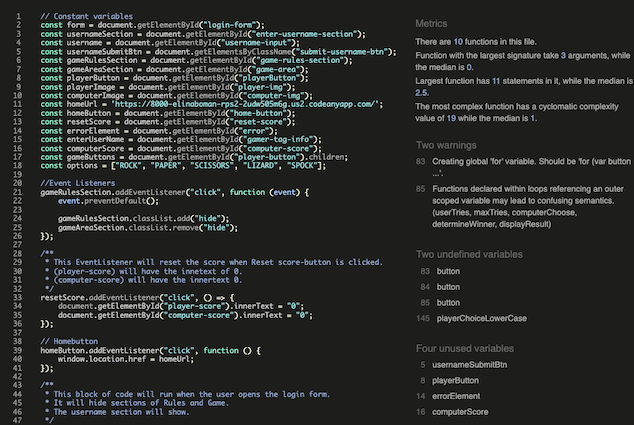 1 // Constant variables
2 const form = document.getElementById("login-form");
3 const usernameSection = document.getElementById("enter-username-section");
4 const username = document.getElementById("username-input");
5 const usernameSubmitBtn = document.getElementsByClassName("submit-username-btn");
6 const gameRulesSection = document.getElementById("game-rules-section");
7 const gameAreaSection = document.getElementById("game-area");
8 const playerButton = document.getElementById("playerButton");
9 const playerImage = document.getElementById("player-img");
10 const computerImage = document.getElementById("computer-img");
11 const homeUrl = 'https://8000-elinaboman-rps2-2udw505m6g.us2.codeanyapp.com/';
12 const homeButton = document.getElementById("home-button");
13 const resetScore = document.getElementById("reset-score");
14 const errorElement = document.getElementById("error");
15 const enterUserName = document.getElementById("gamer-tag-info");
16 const computerScore = document.getElementById("computer-score");
17 const gameButtons = document.getElementById("player-button").children;
18 const options = ["ROCK", "PAPER", "SCISSORS", "LIZARD", "SPOCK"];
19
20 //Event Listeners
21 gameRulesSection.addEventListener("click", function (event) {
22 event.preventDefault();
23
24 gameRulesSection.classList.add("hide");
25 gameAreaSection.classList.remove("hide");
26 });
27
28 /**
29 * This EventListener will reset the score when Reset score-button is clicked.
30 * (player-score) will have the innetext of 0.
31 * (computer-score) will have the innertext 0.
32 */
33 resetScore.addEventListener("click", () => {
34 document.getElementById("player-score").innerText = "0";
35 document.getElementById("computer-score").innerText = "0";
36 });
37
38 // Homebutton
39 homeButton.addEventListener("click", function () {
40 window.location.href = homeUrl;
41 });
42
43 /**
44 * This block of code will run when the user opens the login form.
45 * It will hide sections of Rules and Game.
46 * The username section will show.
47 */
Metrics
There are 10 functions in this file.
Function with the largest signature take 3 arguments, while
the median is 0.
Largest function has 11 statements in it, while the median is
2.5.
The most complex function has a cyclomatic complexity
value of 19 while the median is 1.
Two warnings
83 Creating global 'for' variable. Should be 'for (var button
...'.
85 Functions declared within loops referencing an outer
scoped variable may lead to confusing semantics.
(userTries, maxTries, computerChoose,
determineWinner, displayResult)
Two undefined variables
83 button
84 button
85 button
145 playerChoiceLowerCase
Four unused variables
5 usernameSubmitBtn
8 playerButton
14 errorElement
16 computerScore